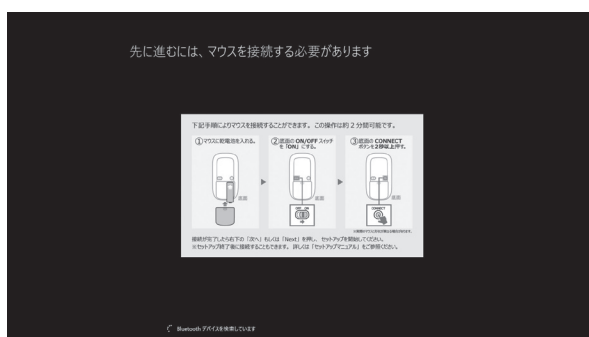 先に進むには、マウスを接続する必要があります
下記手順によりマウスを接続することができます。この操作は約 2 分間可能です。
①マウスに乾電池を入れる。
②底面の ON/OFF スイッチ
を「ON」にする。
③底面の CONNECT
ボタンを2秒以上押す。
底面
底面
底面
OFF ON
CONNECT
接続が完了したら右下の「次へ」もしくは「Next」を押し、セットアップを開始してください。
※セットアップ終了後に接続することもできます。詳しくは「セットアップマニュアル」をご参照ください。
Bluetooth デバイスを検索しています